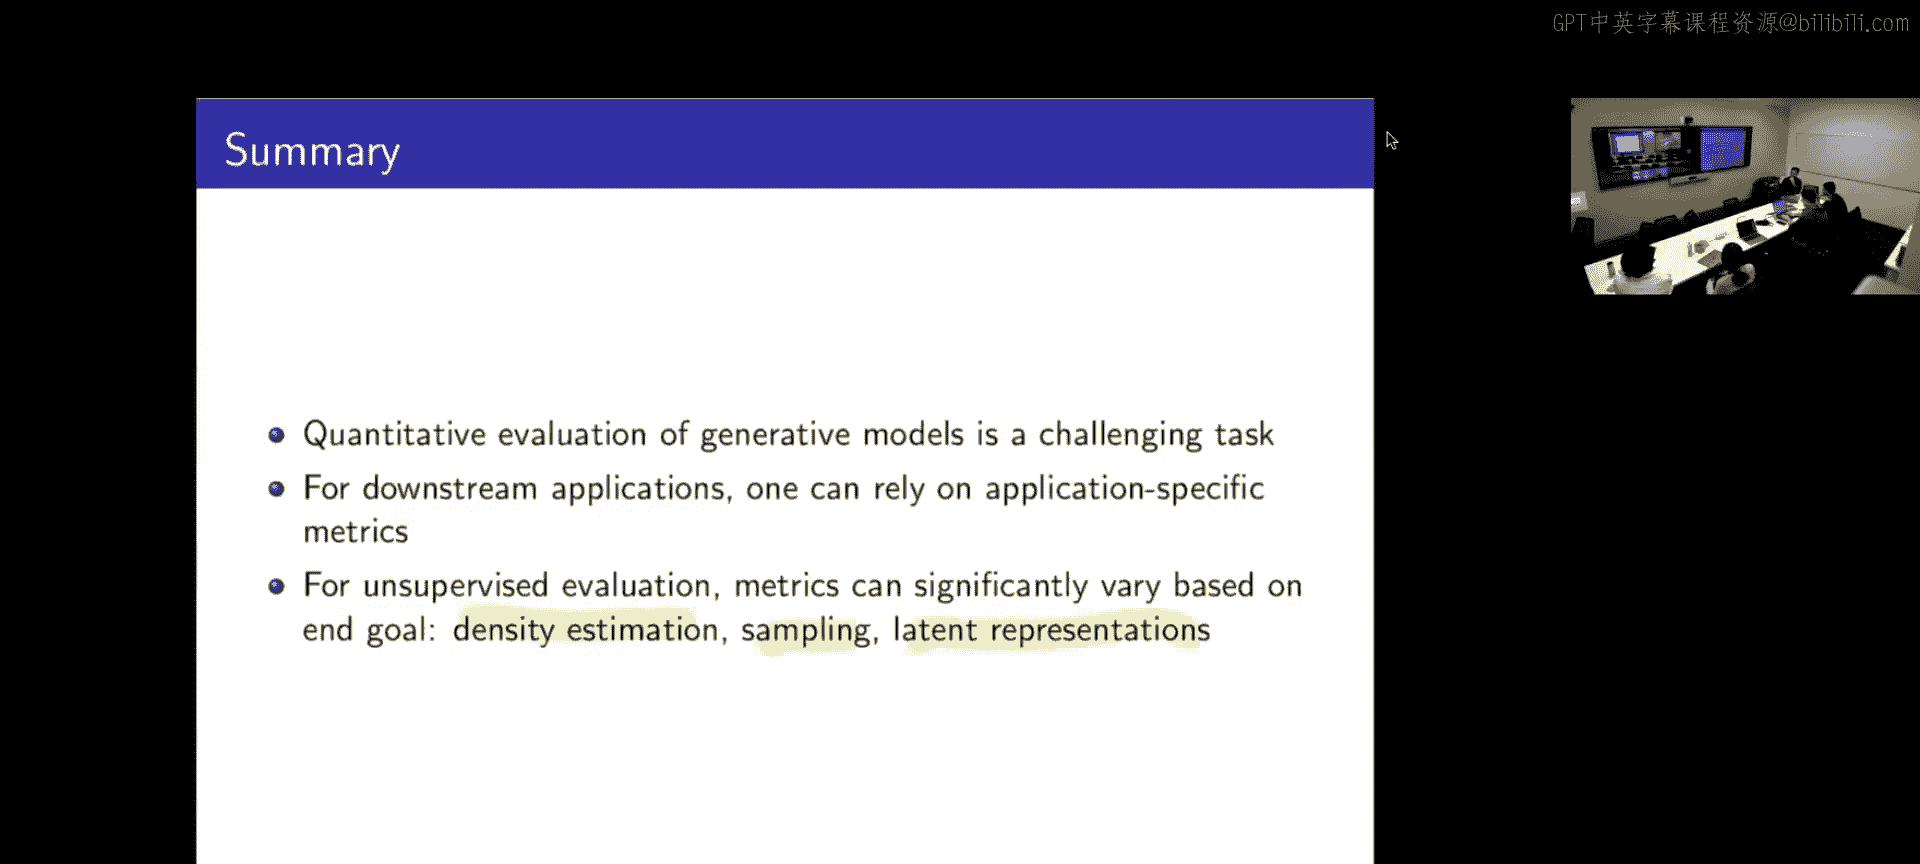 GPT中英字幕课程资源@bilibili.com
Summary
Quantitative evaluation of generative models is a challenging task
For downstream applications, one can rely on application-specific
metrics
For unsupervised evaluation, metrics can significantly vary based on
end goal: density estimation, sampling, latent representations